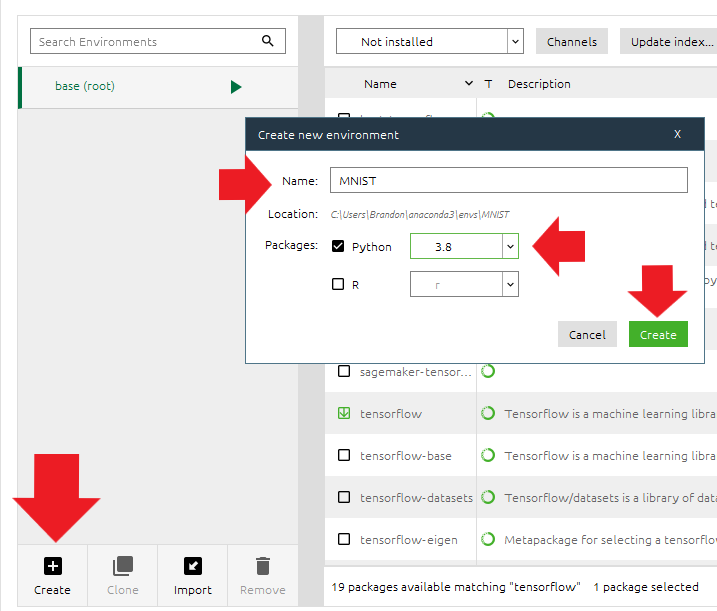 Search Environments
Not installed
Channels
Update index...
base (root)
Name
T
Description
Create new environment
X
Name:
MNIST
Location:
C:\Users\Brandon\anaconda3\envs\MNIST
Packages:
Python
3.8
R
r
Cancel
Create
sagemaker-tensor...
tensorflow
Tensorflow is a machine learning libra
tensorflow-base
Tensorflow is a machine learning libra
tensorflow-datasets
Tensorflow/datasets is a library of data
tensorflow-eigen
Metapackage for selecting a tensorflow
Create
Clone
Import
Remove
19 packages available matching "tensorflow"
1 package selected